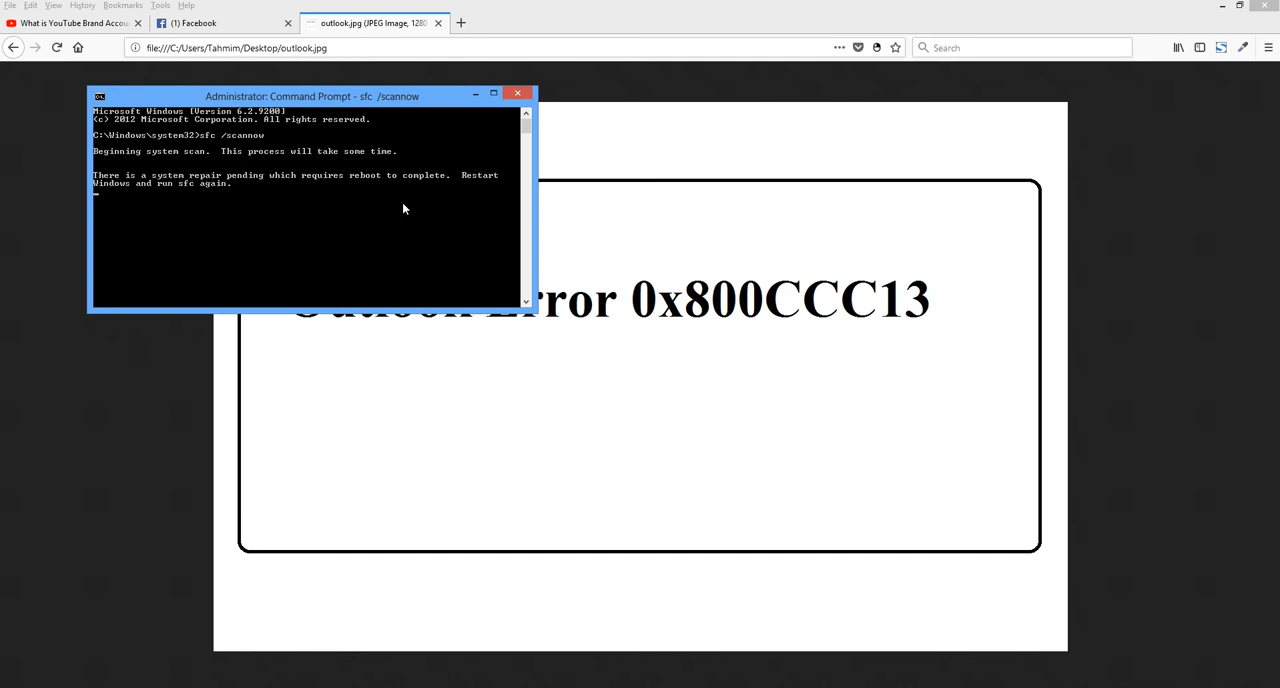 File Edit View History Bookmarks Tools Help
What is YouTube Brand Accou
(1) Facebook
outlook.jpg (JPEG Image, 1280
file:///C:/Users/Tahmim/Desktop/outlook.jpg
Search
Administrator: Command Prompt - sfc /scannow
Microsoft Windows [Version 6.2.9200]
(c) 2012 Microsoft Corporation. All rights reserved.
C:\Windows\system32>sfc /scannow
Beginning system scan. This process will take some time.
There is a system repair pending which requires reboot to complete. Restart
Windows and run sfc again.
Outlook Error 0x800CCC13